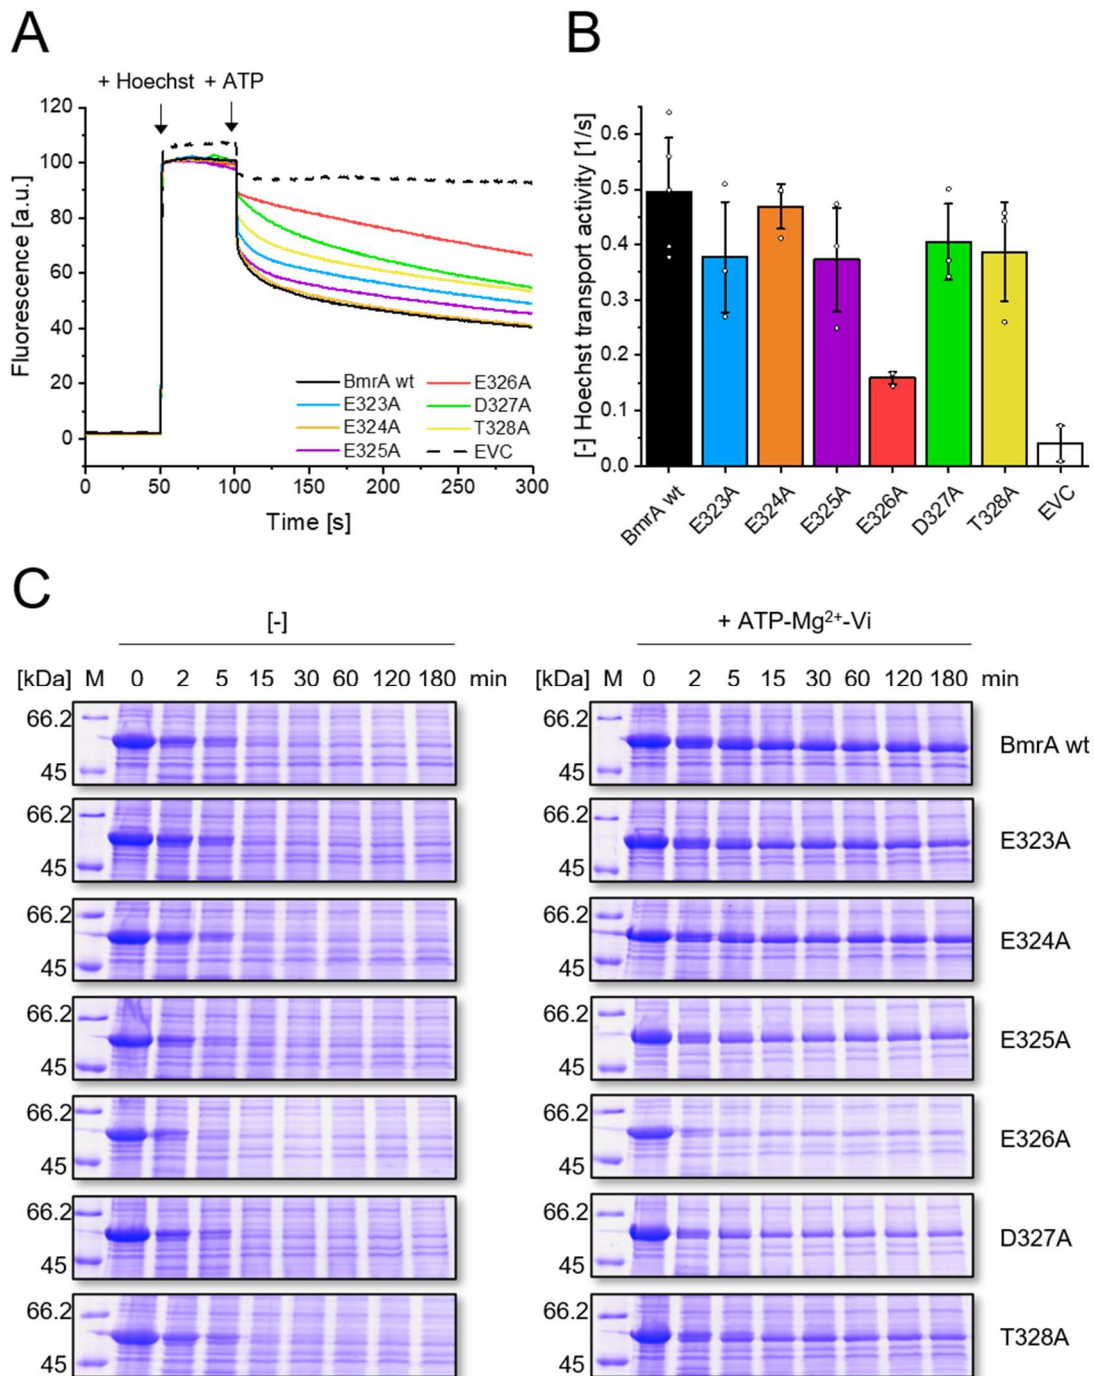 A
+ Hoechst + ATP
120
100
80
60
40
20
0
Fluorescence [a.u.]
BmrA wt
E323A
E324A
E325A
E326A
D327A
T328A
EVC
0 50 100 150 200 250 300
Time [s]
B
[-] Hoechst transport activity [1/s]
0.6
0.5
0.4
0.3
0.2
0.1
0.0
BmrA wt
E323A
E324A
E325A
E326A
D327A
T328A
EVC
C
[-]
[kDa] M 0 2 5 15 30 60 120 180 min
+ ATP-Mg²⁺-Vi
[kDa] M 0 2 5 15 30 60 120 180 min
66.2
45
66.2
45
BmrA wt
66.2
45
66.2
45
E323A
66.2
45
66.2
45
E324A
66.2
45
66.2
45
E325A
66.2
45
66.2
45
E326A
66.2
45
66.2
45
D327A
66.2
45
66.2
45
T328A